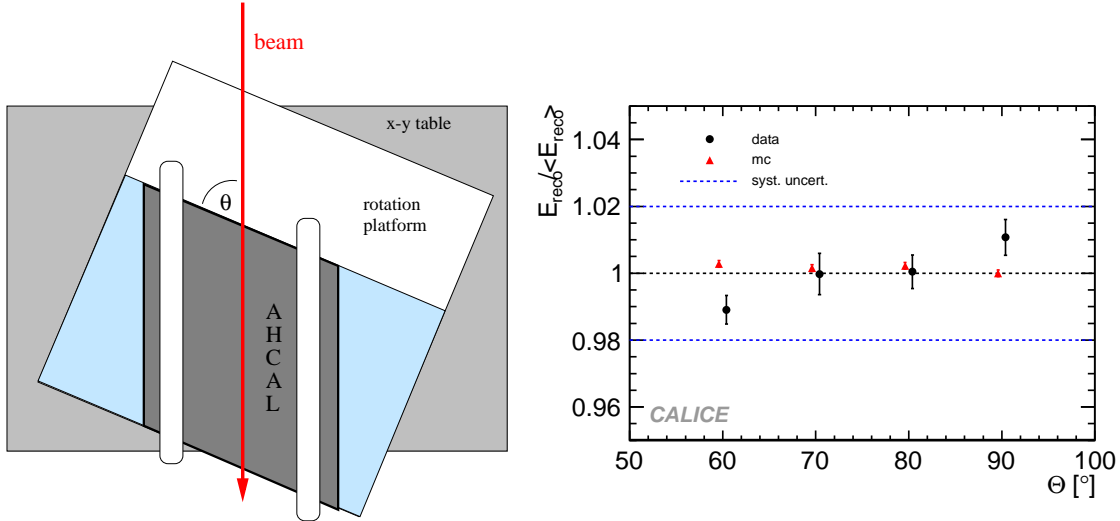 beam
x-y table
θ
rotation
platform
A
H
C
A
L
E_reco/<E_reco>
1.04
1.02
1
0.98
0.96
data
mc
syst. uncert.
CALICE
50 60 70 80 90 100
Θ [°]